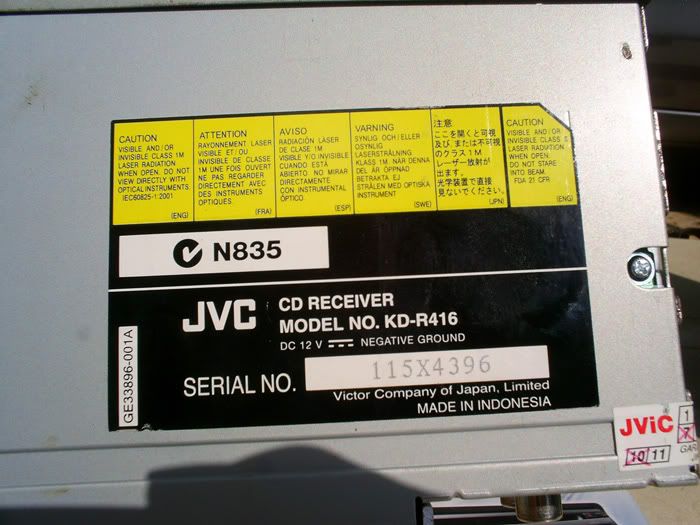 CAUTION
VISIBLE AND/OR
INVISIBLE CLASS 1M
LASER RADIATION
WHEN OPEN. DO NOT
VIEW DIRECTLY WITH
OPTICAL INSTRUMENTS.
IEC60825-1:2001
(ENG)
ATTENTION
RAYONNEMENT LASER
VISIBLE ET/OU
INVISIBLE DE CLASSE
1M UNE FOIS OUVERT
NE PAS REGARDER
DIRECTEMENT AVEC
DES INSTRUMENTS
OPTIQUES.
(FRA)
AVISO
RADIACIÓN LÁSER
DE CLASE 1M
VISIBLE Y/O INVISIBLE
CUANDO ESTÁ
ABIERTO. NO MIRAR
DIRECTAMENTE
CON INSTRUMENTAL
ÓPTICO
(ESP)
VARNING
SYNLIG OCH/ELLER
OSYNLIG
LASERSTRÅLNING
KLASS 1M, NÄR DENNA
DEL ÄR ÖPPNAD
BETRAKTA EJ
STRÅLEN MED OPTISKA
INSTRUMENT
(SWE)
注意
ここを開くと可視
及び、または不可視
のクラス 1M
レーザー放射が
出ます。
光学装置で直接
見ないでください。
(JPN)
CAUTION
VISIBLE AND/OR
INVISIBLE CLASS II
LASER RADIATION
WHEN OPEN.
DO NOT STARE
INTO BEAM.
FDA 21 CFR
(ENG)
N835
JVC
CD RECEIVER
MODEL NO. KD-R416
DC 12 V NEGATIVE GROUND
SERIAL NO. 115X4396
Victor Company of Japan, Limited
MADE IN INDONESIA
GE33896-001A
JViC
10 11
1
7